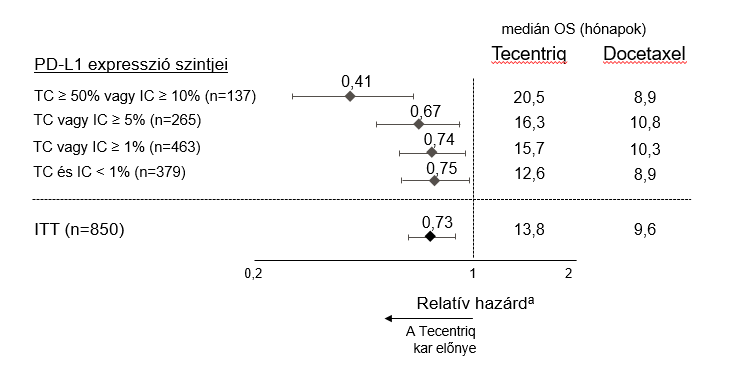 medián OS (hónapok)
Tecentriq Docetaxel
PD-L1 expresszió szintjei
0,41
TC ≥ 50% vagy IC ≥ 10% (n=137) 20,5 8,9
0,67
TC vagy IC ≥ 5% (n=265) 16,3 10,8
0,74
TC vagy IC ≥ 1% (n=463) 15,7 10,3
0,75
TC és IC < 1% (n=379) 12,6 8,9
0,73
ITT (n=850) 13,8 9,6
0,2 1 2
Relatív hazárdᵃ
A Tecentriq
kar előnye